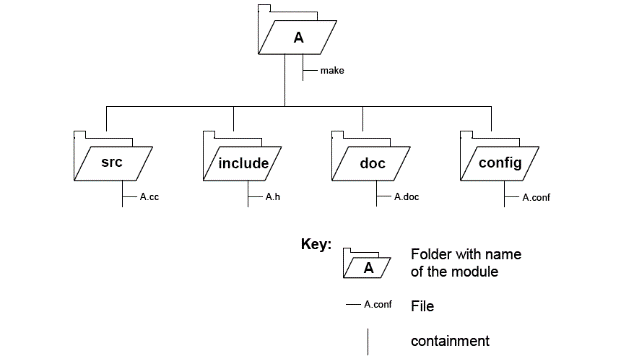 A
make
src
include
doc
config
A.cc
A.h
A.doc
A.conf
Key:
A
Folder with name
of the module
A.conf
File
containment